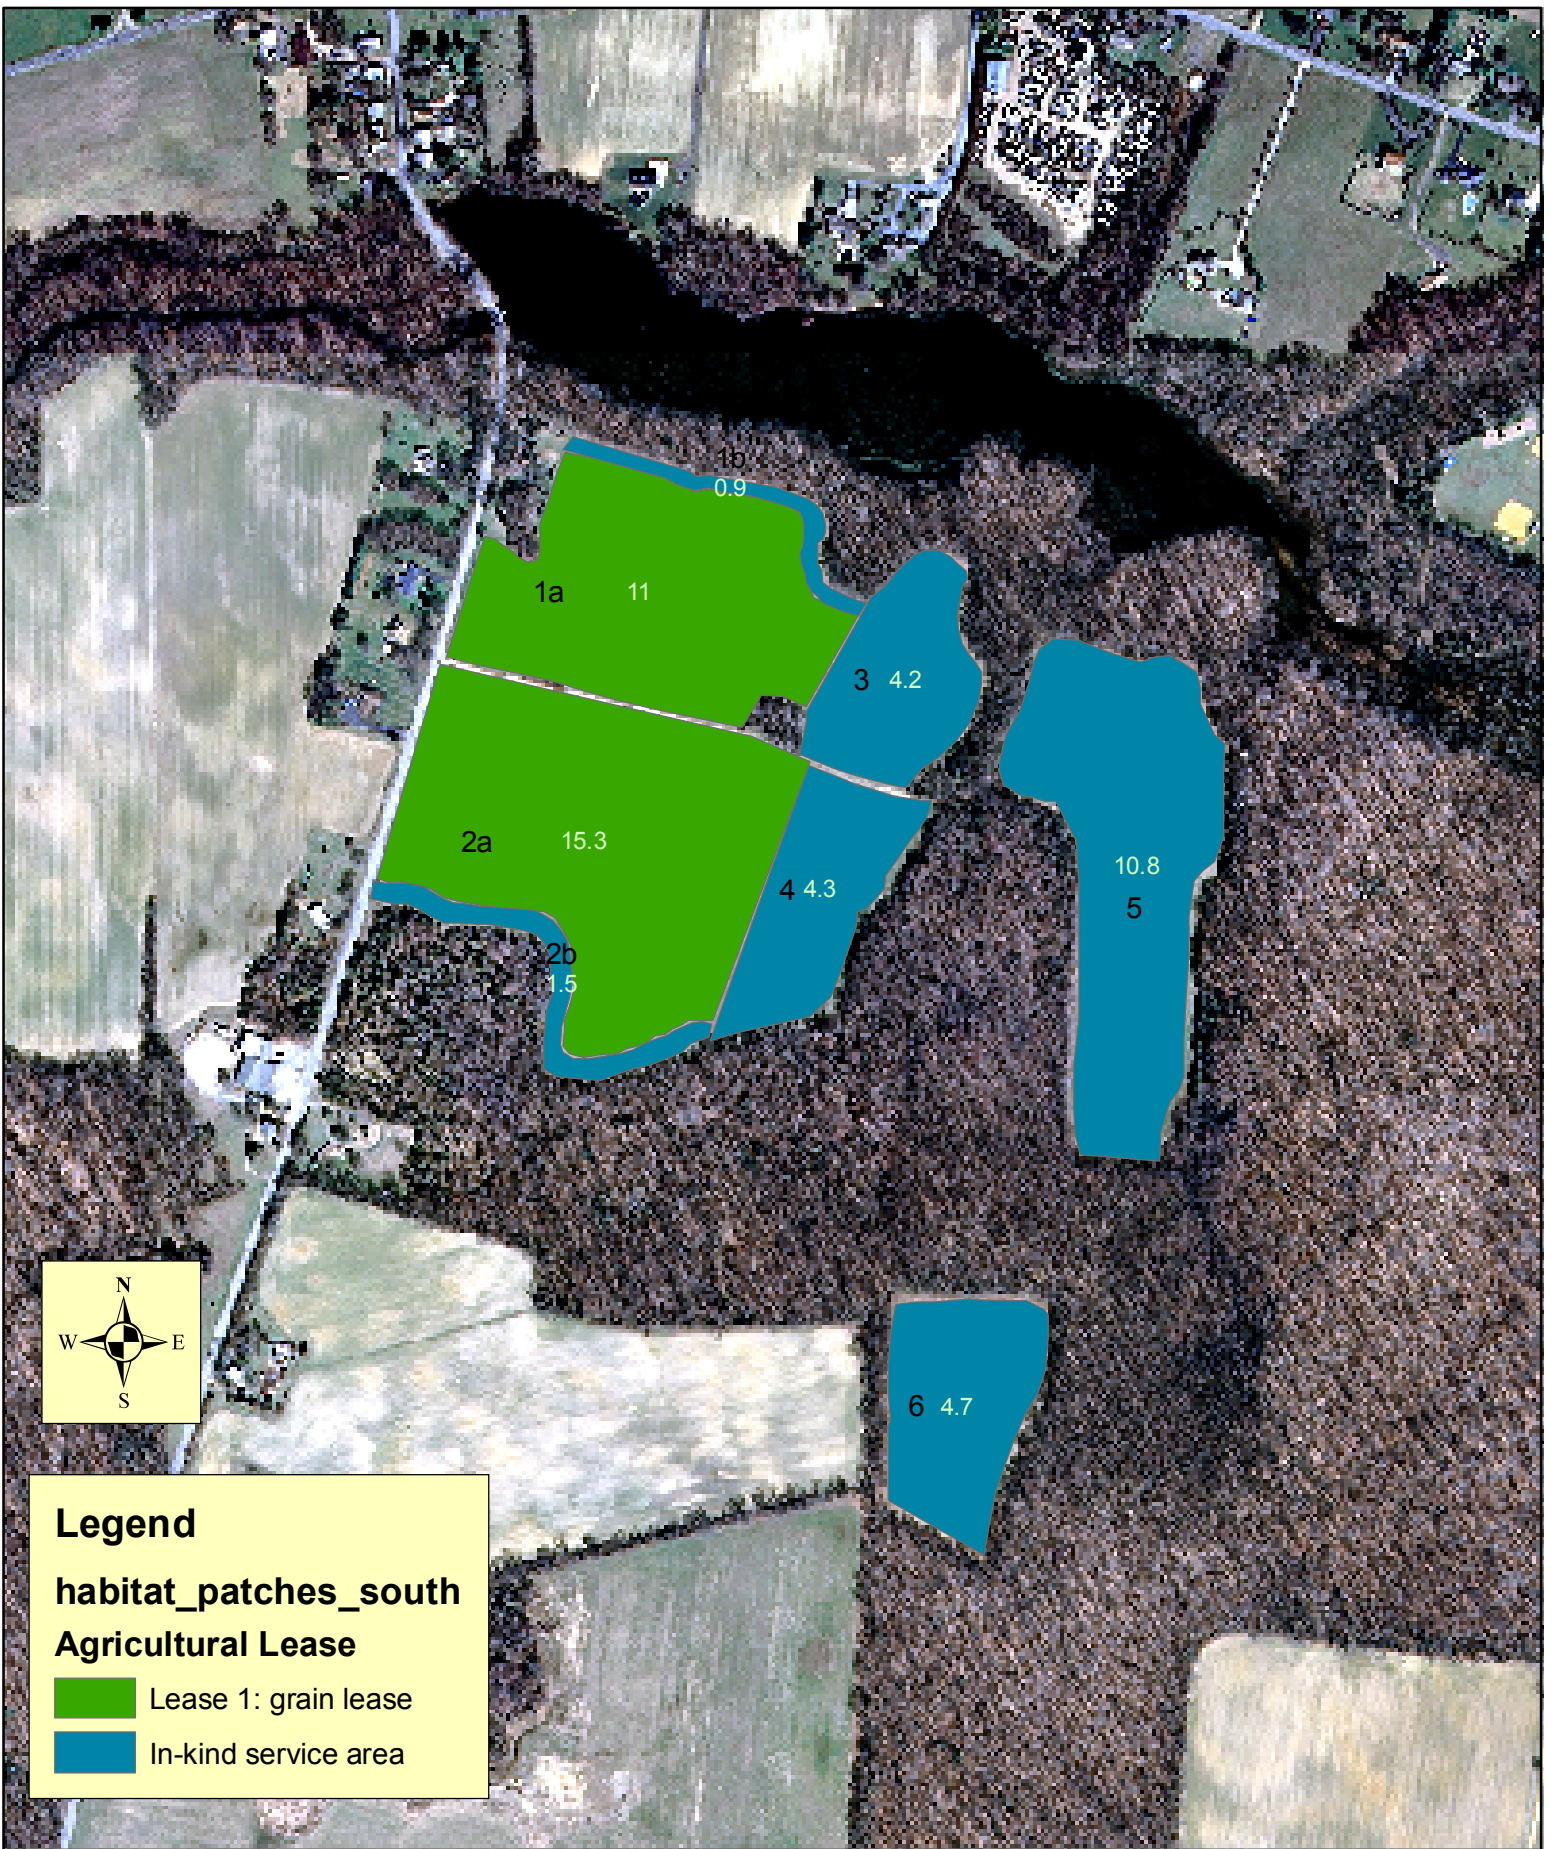 1b
0.9
1a 11
3 4.2
2a 15.3
4 4.3
10.8
5
2b
1.5
N
W E
S
6 4.7
Legend
habitat_patches_south
Agricultural Lease
Lease 1: grain lease
In-kind service area